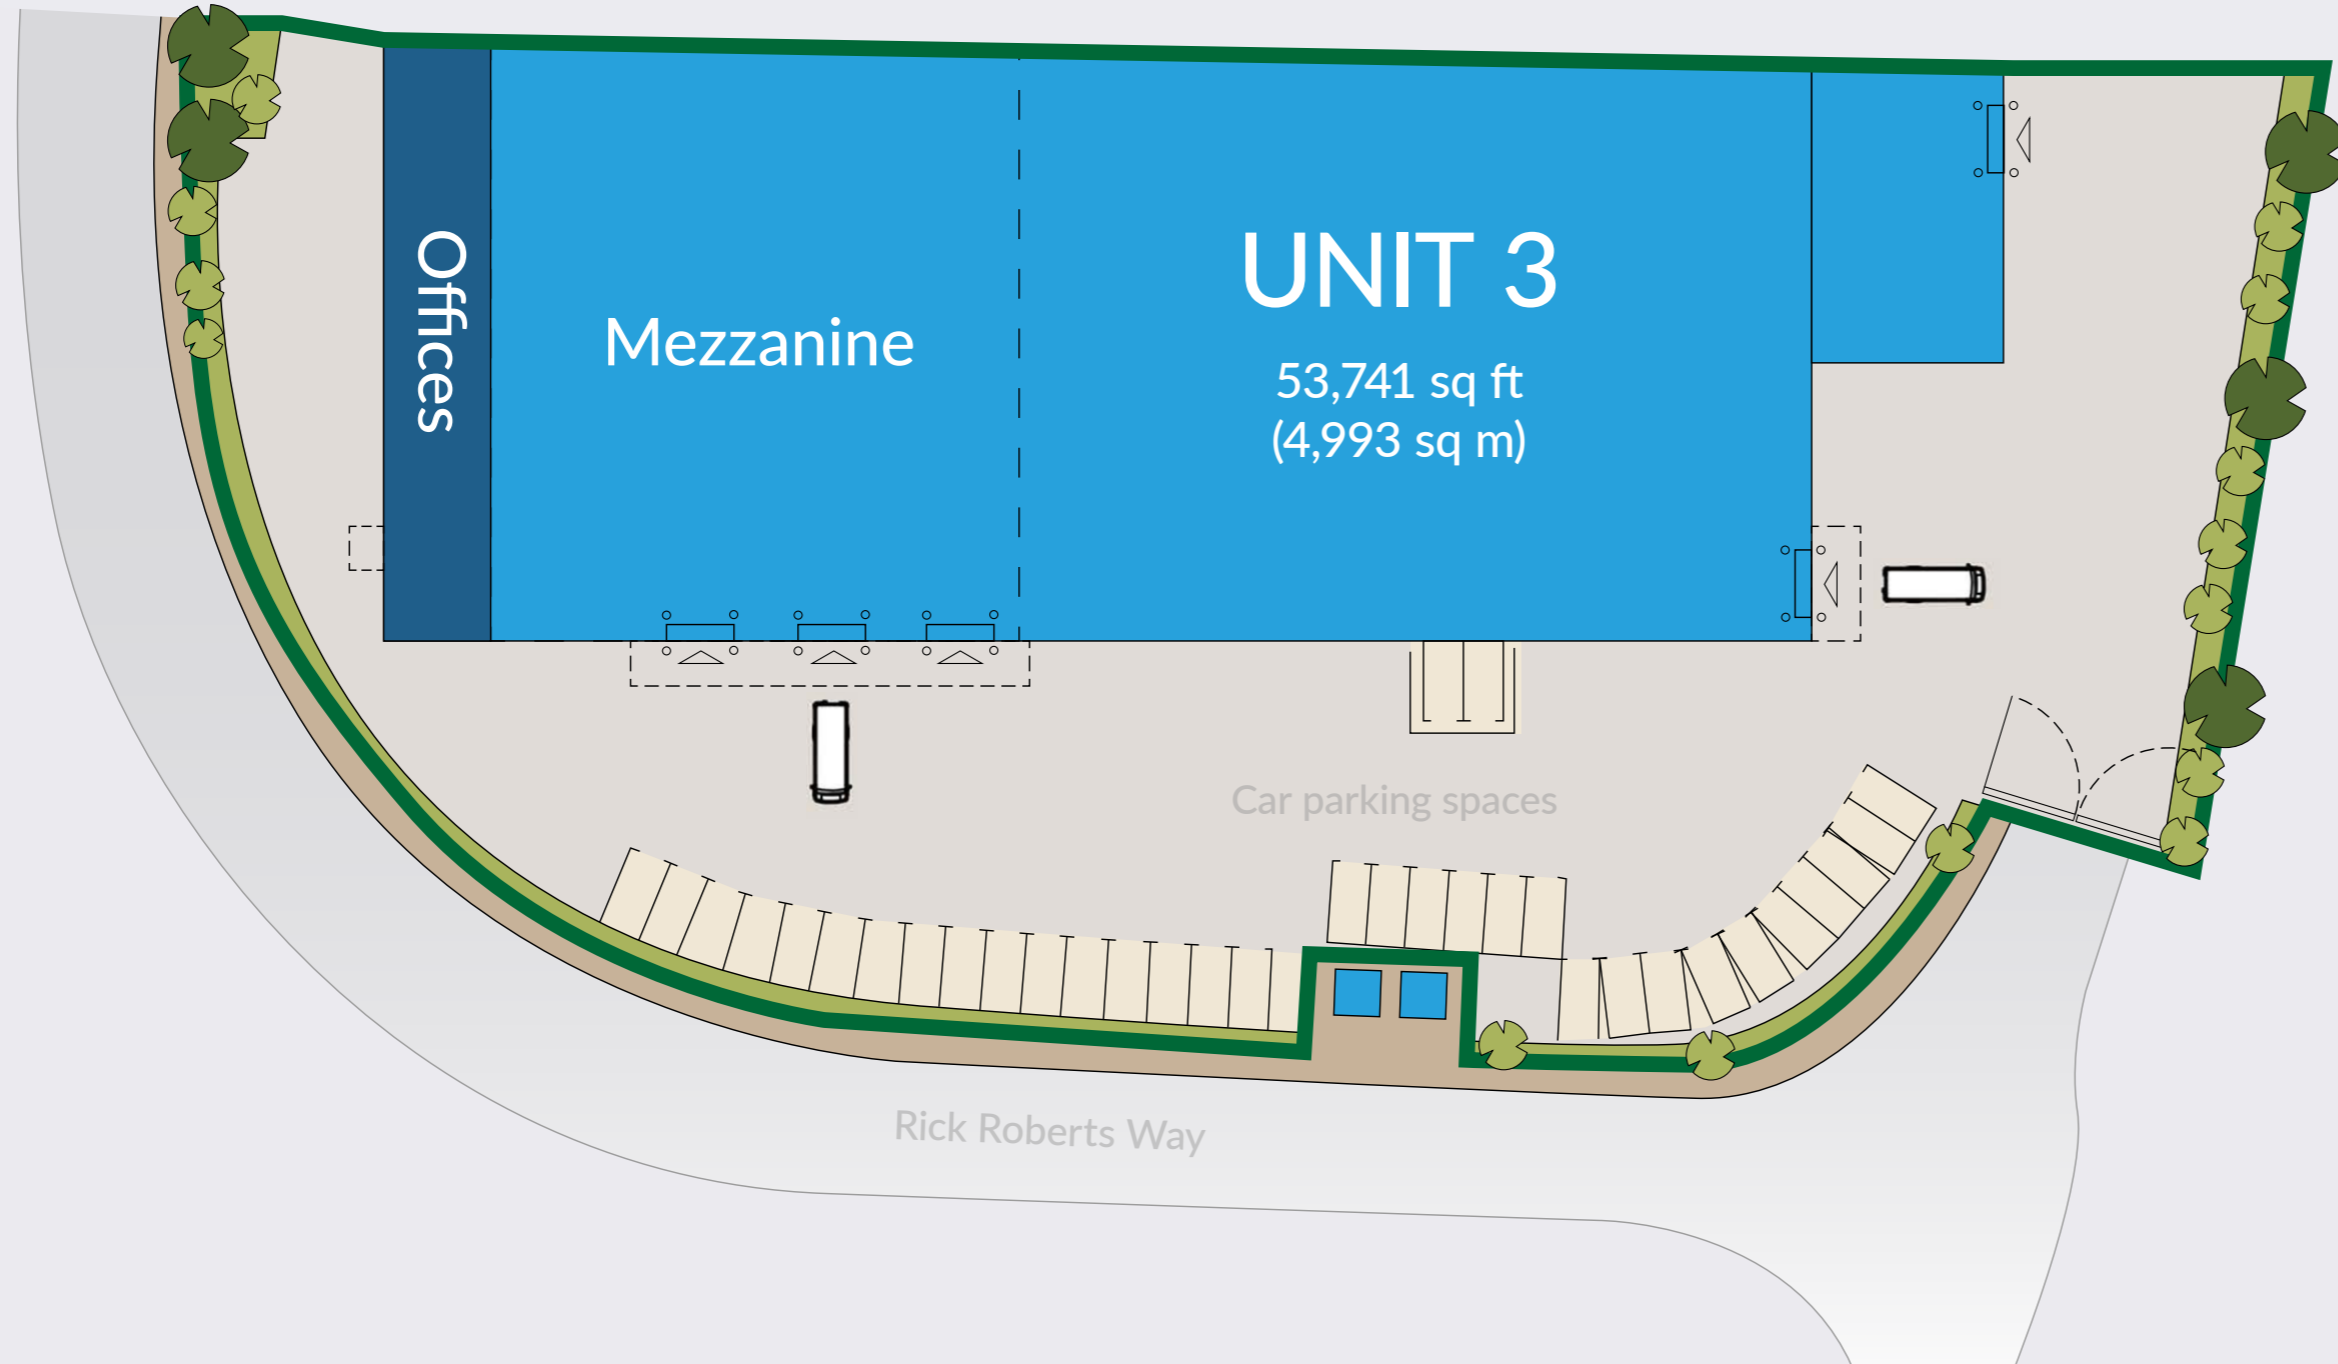 Offices
Mezzanine
UNIT 3
53,741 sq ft
(4,993 sq m)
Car parking spaces
Rick Roberts Way